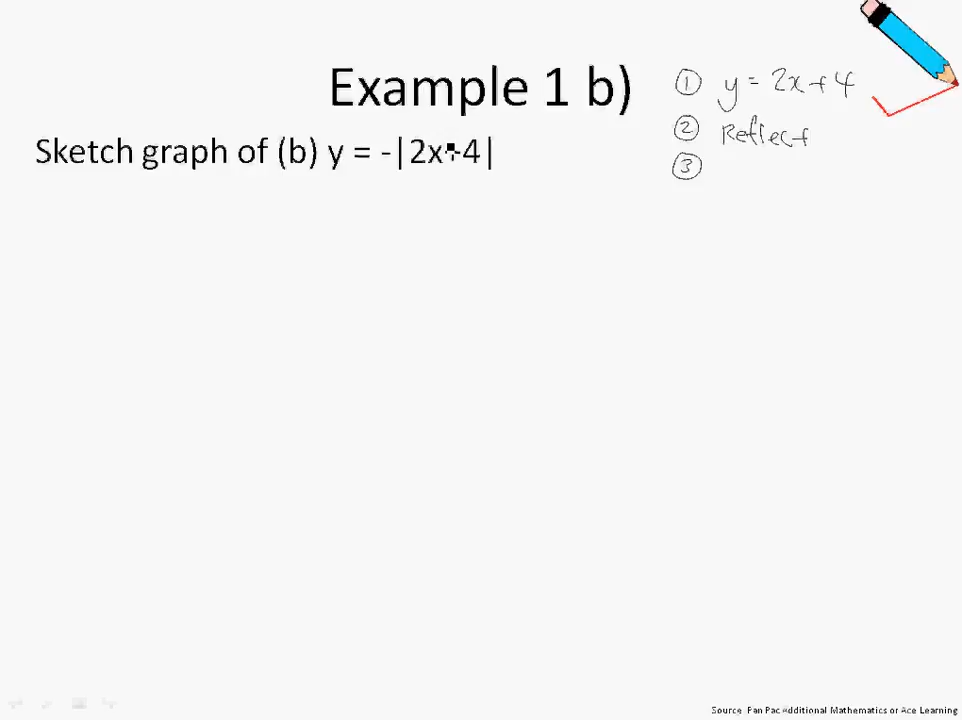 Example 1 b)
① y = 2x+4
② Reflect
③
Sketch graph of (b) y = -|2x+4|
Source: Pan Pac Additional Mathematics or Ace Learning